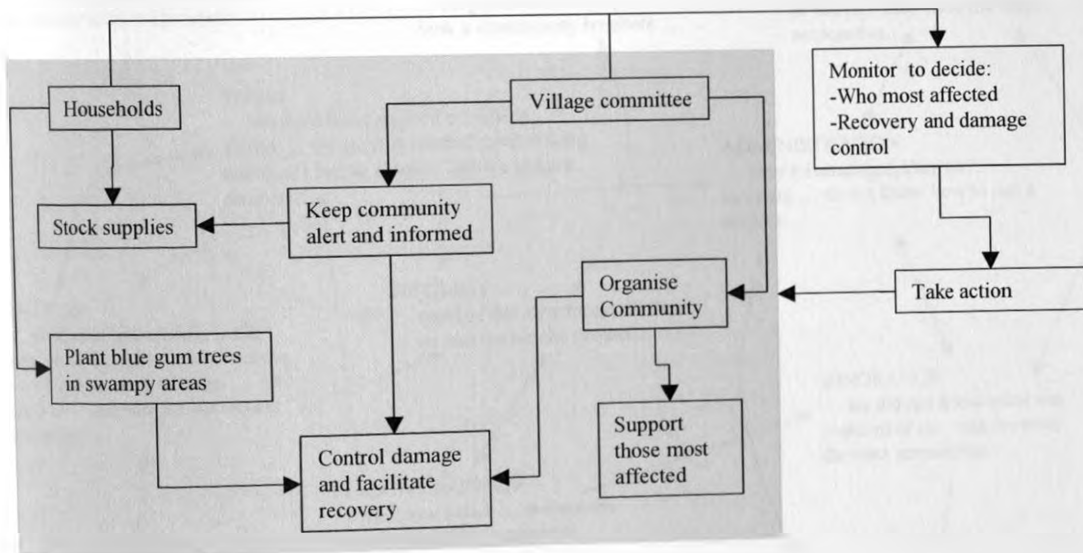 Households
Village committee
Monitor to decide:
-Who most affected
-Recovery and damage
control
Stock supplies
Keep community
alert and informed
Organise
Community
Take action
Plant blue gum trees
in swampy areas
Control damage
and facilitate
recovery
Support
those most
affected